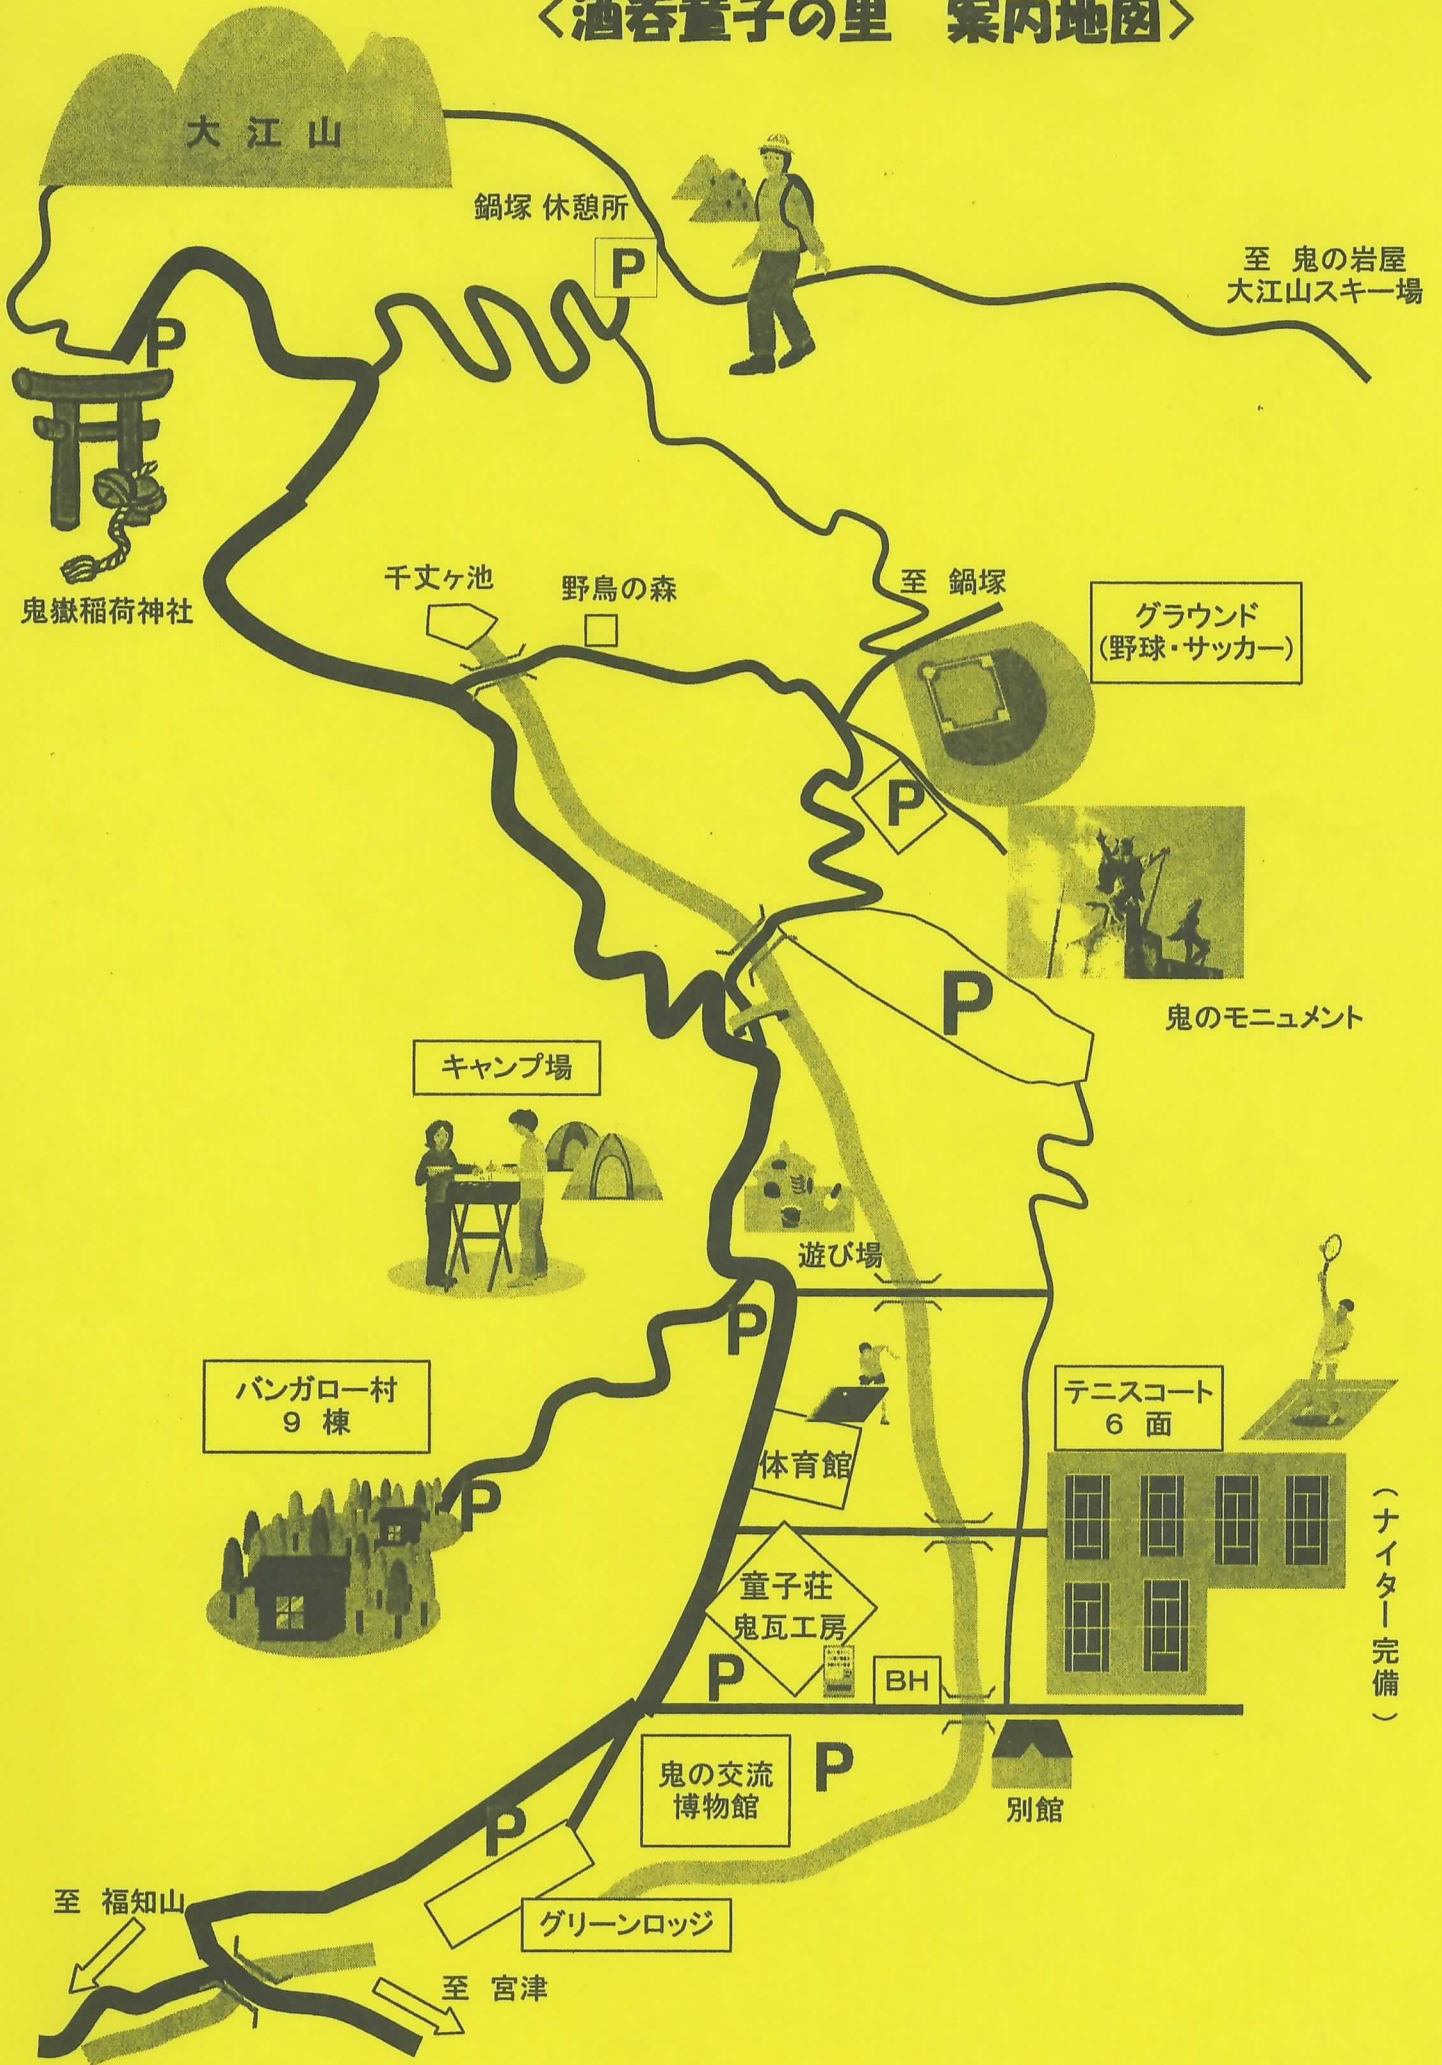 <酒呑童子の里　案内地図>
大 江 山
鍋塚 休憩所
P
至 鬼の岩屋
大江山スキー場
P
鬼嶽稲荷神社
千丈ヶ池
野鳥の森
至 鍋塚
グラウンド
(野球・サッカー)
P
P
鬼のモニュメント
キャンプ場
遊び場
P
バンガロー村
9 棟
P
体育館
テニスコート
6 面
(ナイター完備)
童子荘
鬼瓦工房
P
BH
鬼の交流
博物館
P
別館
P
グリーンロッジ
至 福知山
至 宮津